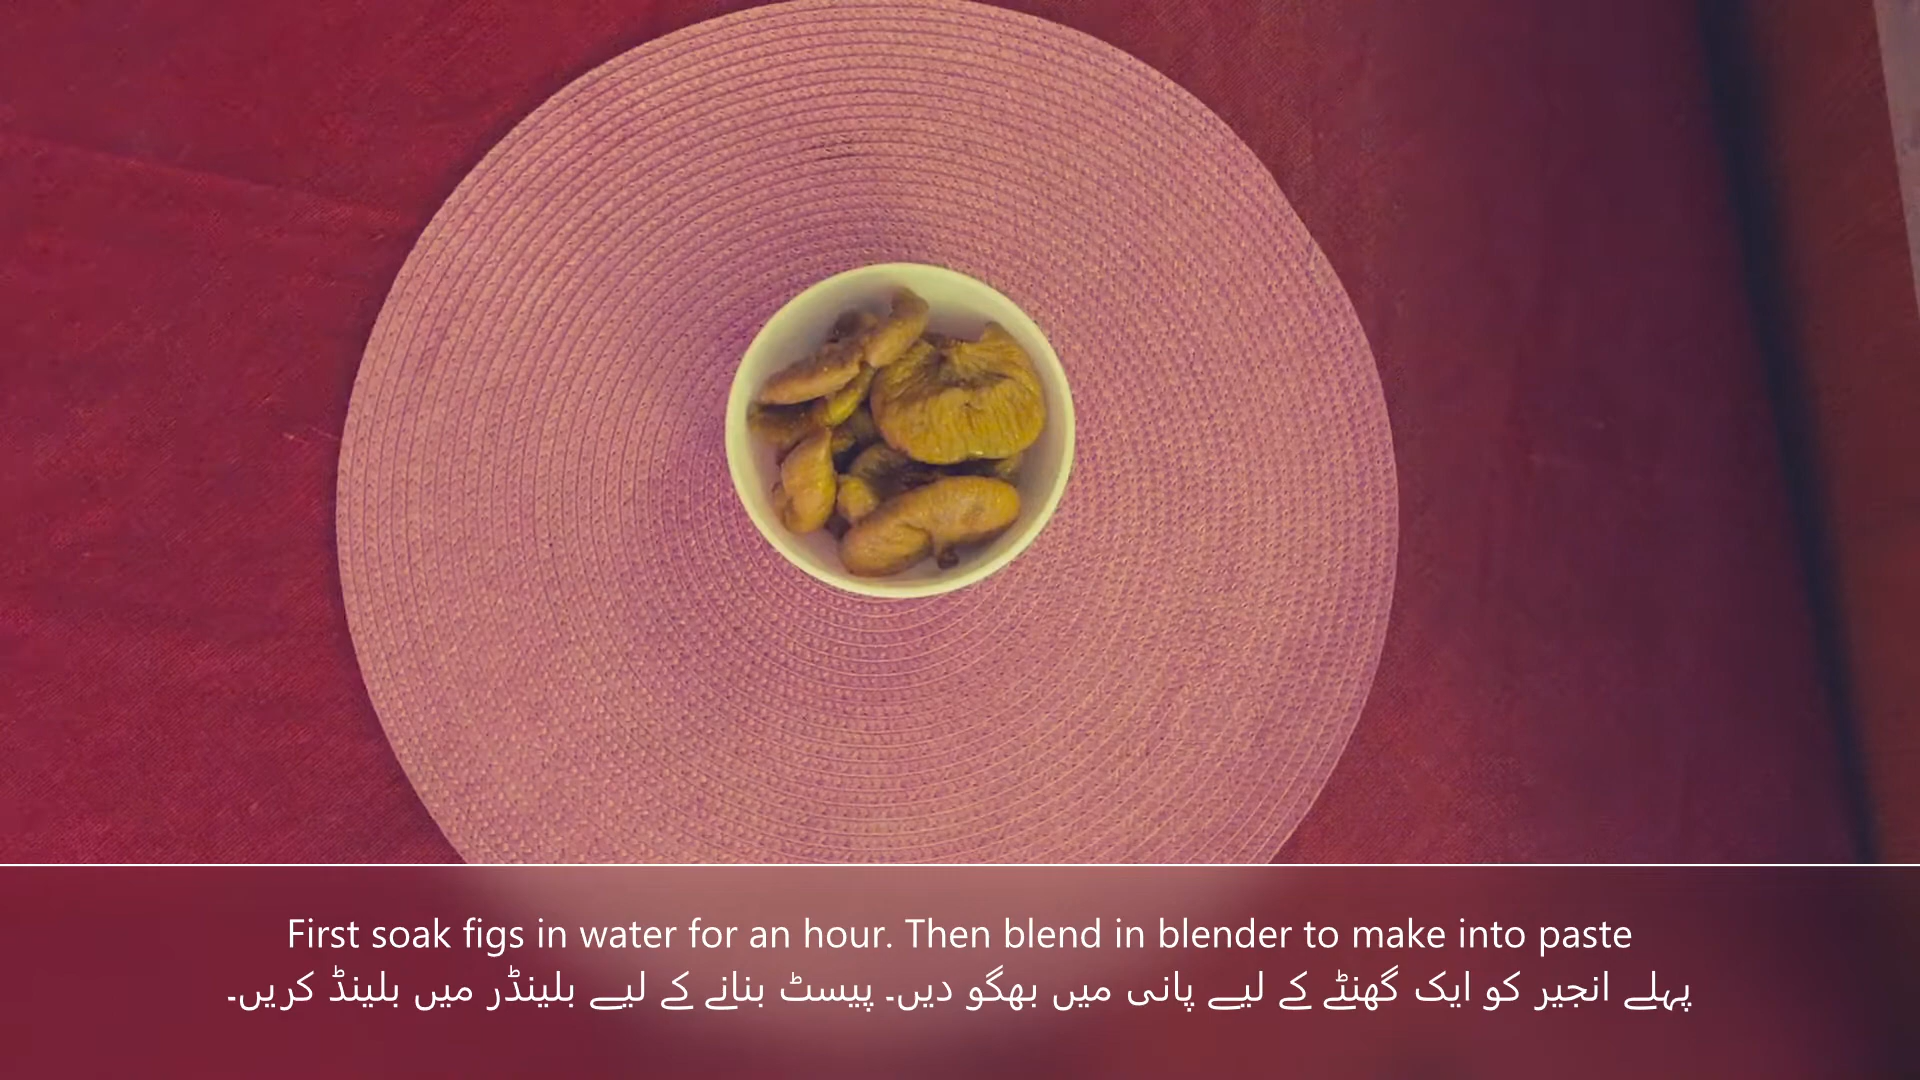 First soak figs in water for an hour. Then blend in blender to make into paste
پہلے انجیر کو ایک گھنٹے کے لیے پانی میں بھگو دیں۔ پیسٹ بنانے کے لیے بلینڈر میں بلینڈ کریں۔